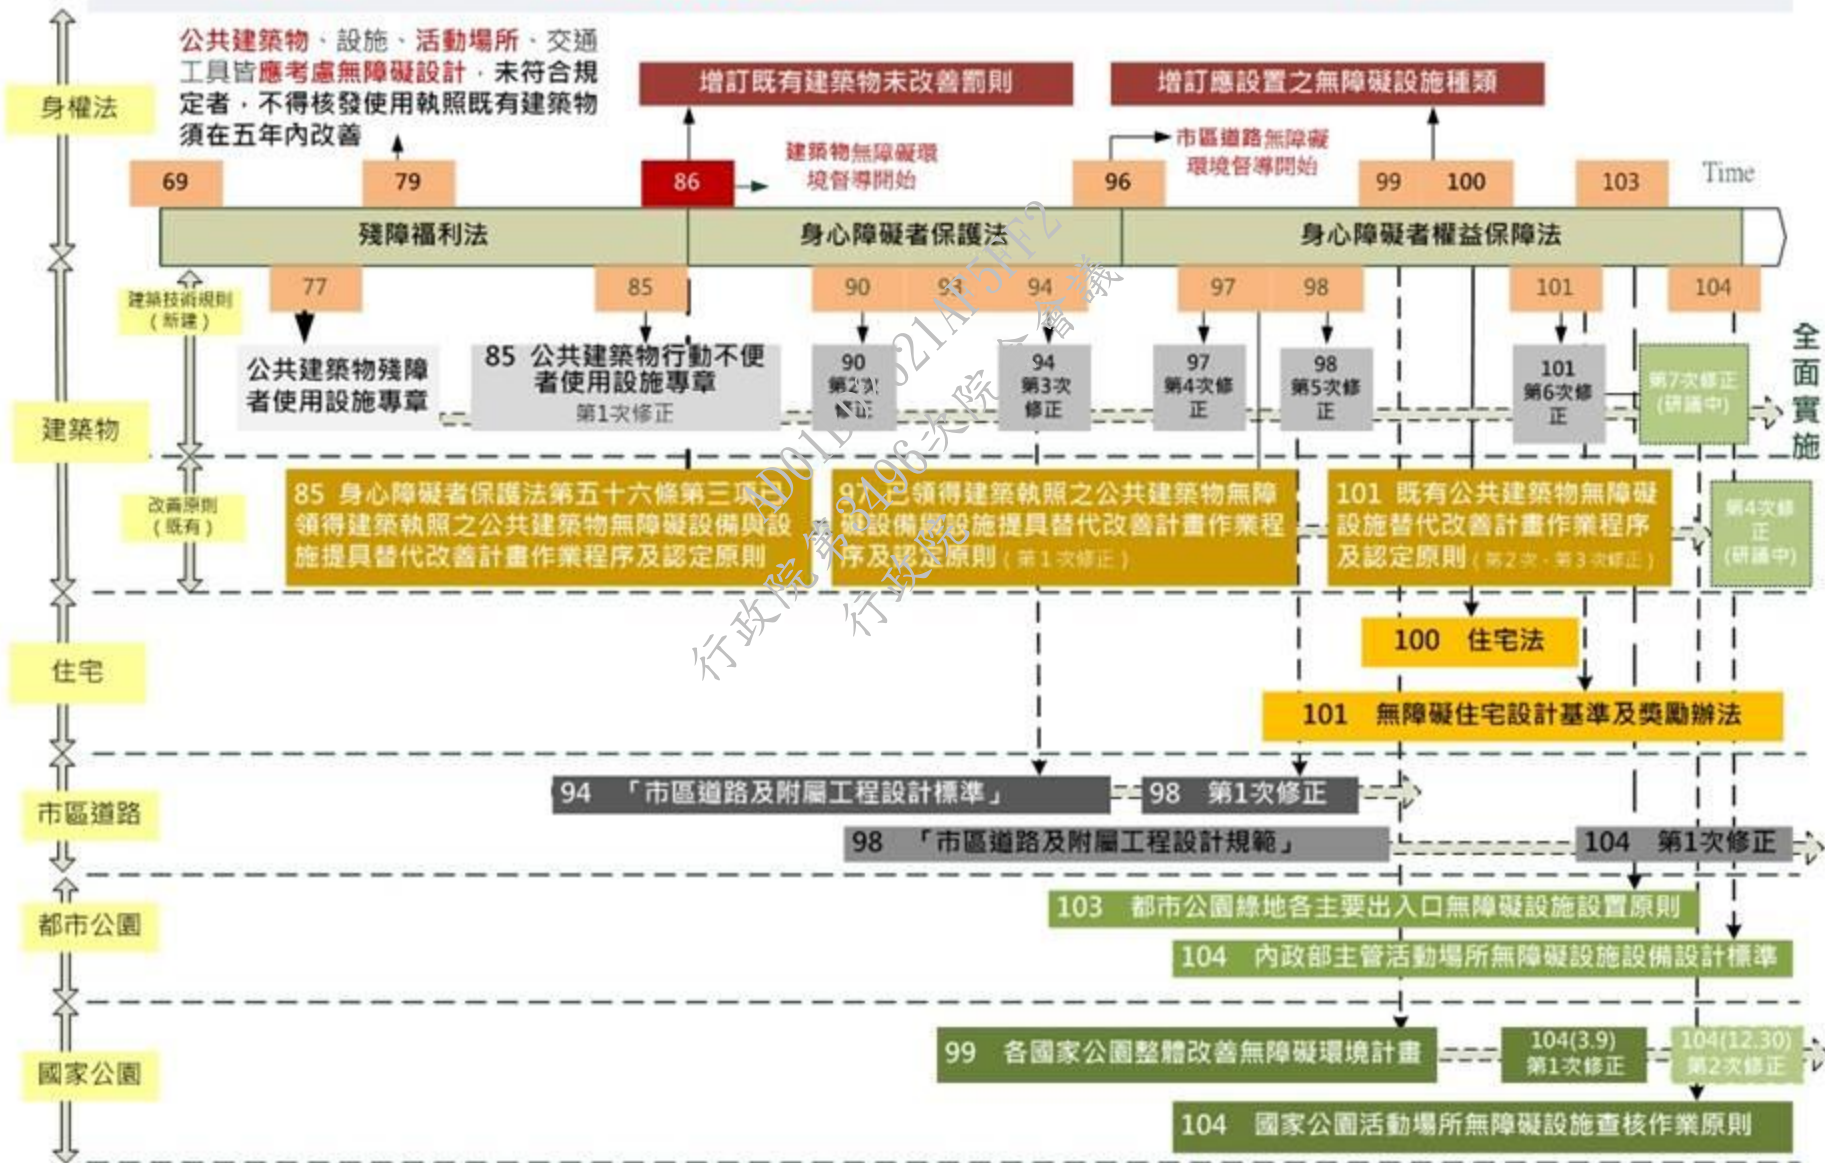 身權法
公共建築物、設施、活動場所、交通
工具皆應考慮無障礙設計，未符合規
定者，不得核發使用執照既有建築物
須在五年內改善
增訂既有建築物未改善罰則
增訂應設置之無障礙設施種類
建築物無障礙環
境督導開始
市區道路無障礙
環境督導開始
69
79
86
96
99
100
103
Time
殘障福利法
身心障礙者保護法
身心障礙者權益保障法
77
85
90
93
94
97
98
101
104
建築物
建築技術規則
(新建)
公共建築物殘障
者使用設施專章
85 公共建築物行動不便
者使用設施專章
第1次修正
90
第2次修
正
94
第3次
修正
97
第4次修
正
98
第5次修
正
101
第6次修
正
第7次修正
(研議中)
全面實施
改善原則
(既有)
85 身心障礙者保護法第五十六條第三項
領得建築執照之公共建築物無障礙設備與設
施提具替代改善計畫作業程序及認定原則
97 已領得建築執照之公共建築物無障
礙設備與設施提具替代改善計畫作業程
序及認定原則(第1次修正)
101 既有公共建築物無障礙
設施替代改善計畫作業程序
及認定原則(第2次、第3次修正)
第4次修
正
(研議中)
住宅
100 住宅法
101 無障礙住宅設計基準及獎勵辦法
市區道路
94 「市區道路及附屬工程設計標準」
98 第1次修正
98 「市區道路及附屬工程設計規範」
104 第1次修正
都市公園
103 都市公園綠地各主要出入口無障礙設施設置原則
104 內政部主管活動場所無障礙設施設備設計標準
國家公園
99 各國家公園整體改善無障礙環境計畫
104(3.9)
第1次修正
104(12.30)
第2次修正
104 國家公園活動場所無障礙設施查核作業原則
行政院第3496次院會會議
行政院